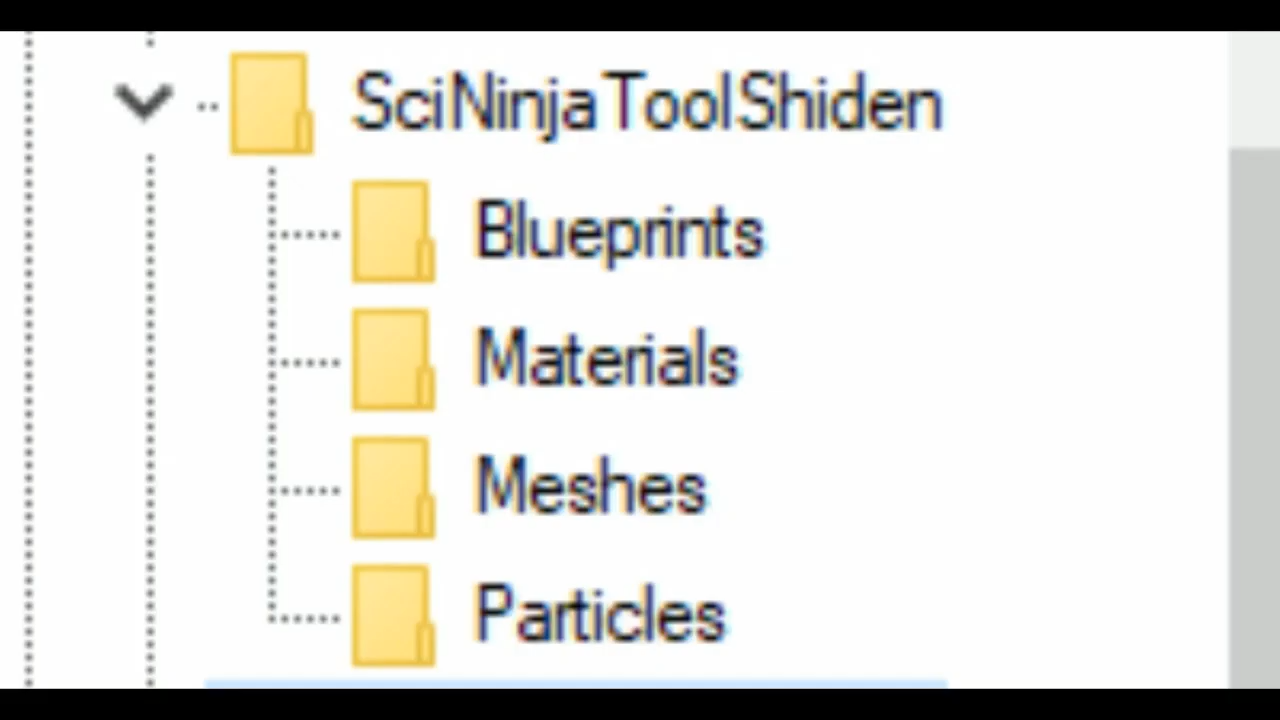 SciNinjaToolShiden
Blueprints
Materials
Meshes
Particles